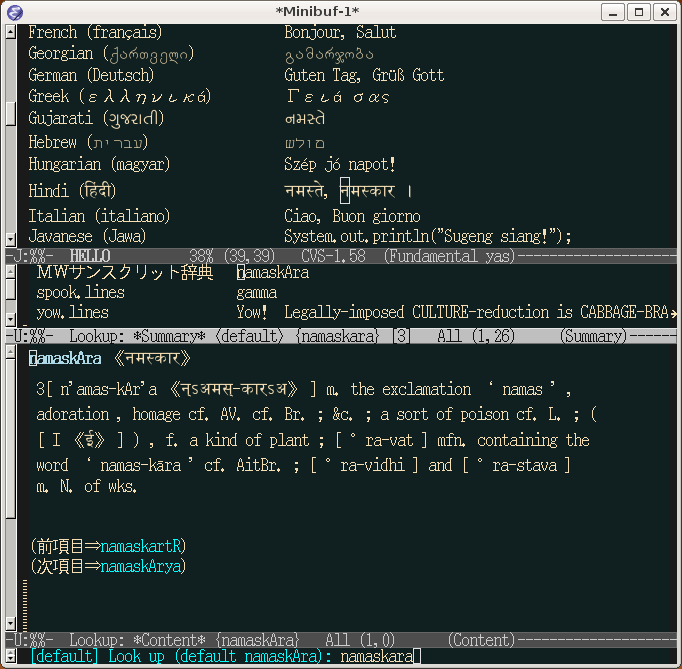 *Minibuf-1*
French (français) Bonjour, Salut
Georgian (ქართველი) გამარჯობა
German (Deutsch) Guten Tag, Grüß Gott
Greek (ελληνικά) Γειά σας
Gujarati (ગુજરાતી) નમસ્તે
Hebrew (עברית) שלום
Hungarian (magyar) Szép jó napot!
Hindi (हिंदी) नमस्ते, नमस्कार ।
Italian (italiano) Ciao, Buon giorno
Javanese (Jawa) System.out.println("Sugeng siang!");
-J:%%- HELLO 38% (39,39) CVS-1.58 (Fundamental yas)
MWサンスクリット辞典 namaskAra
spook.lines gamma
yow.lines Yow! Legally-imposed CULTURE-reduction is CABBAGE-BRA
-U:%%- Lookup: *Summary* <default> {namaskara} [3] All (1,26) (Summary)
namaskAra 《नमस्कार》
3[ n'amas-kAr'a 《न्ऽअमस्-कारऽअ》 ] m. the exclamation ‘ namas ’ ,
adoration , homage cf. AV. cf. Br. ; &c. ; a sort of poison cf. L. ; (
[ I 《ई》 ] ) , f. a kind of plant ; [ ° ra-vat ] mfn. containing the
word ‘ namas-kāra ’ cf. AitBr. ; [ ° ra-vidhi ] and [ ° ra-stava ]
m. N. of wks.
(前項目⇒namaskartR)
(次項目⇒namaskArya)
-U:%%- Lookup: *Content* {namaskAra} All (1,0) (Content)
[default] Look up (default namaskAra): namaskara